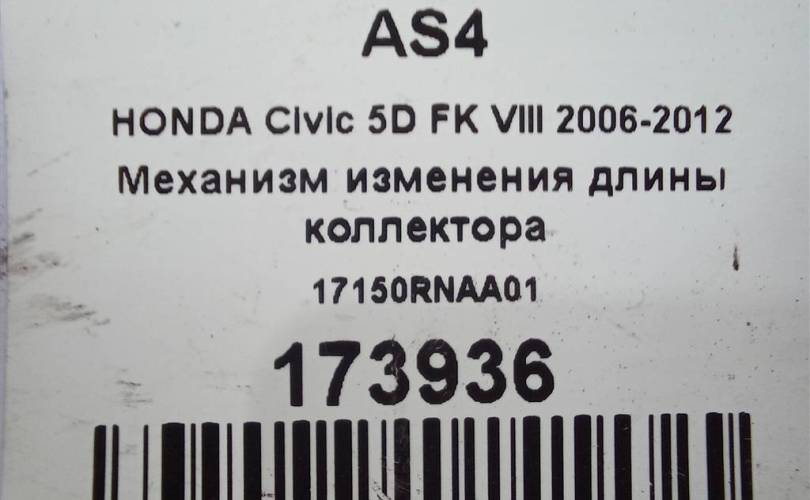 AS4
HONDA Civic 5D FK VIII 2006-2012
Механизм изменения длины
коллектора
17150RNAA01
173936